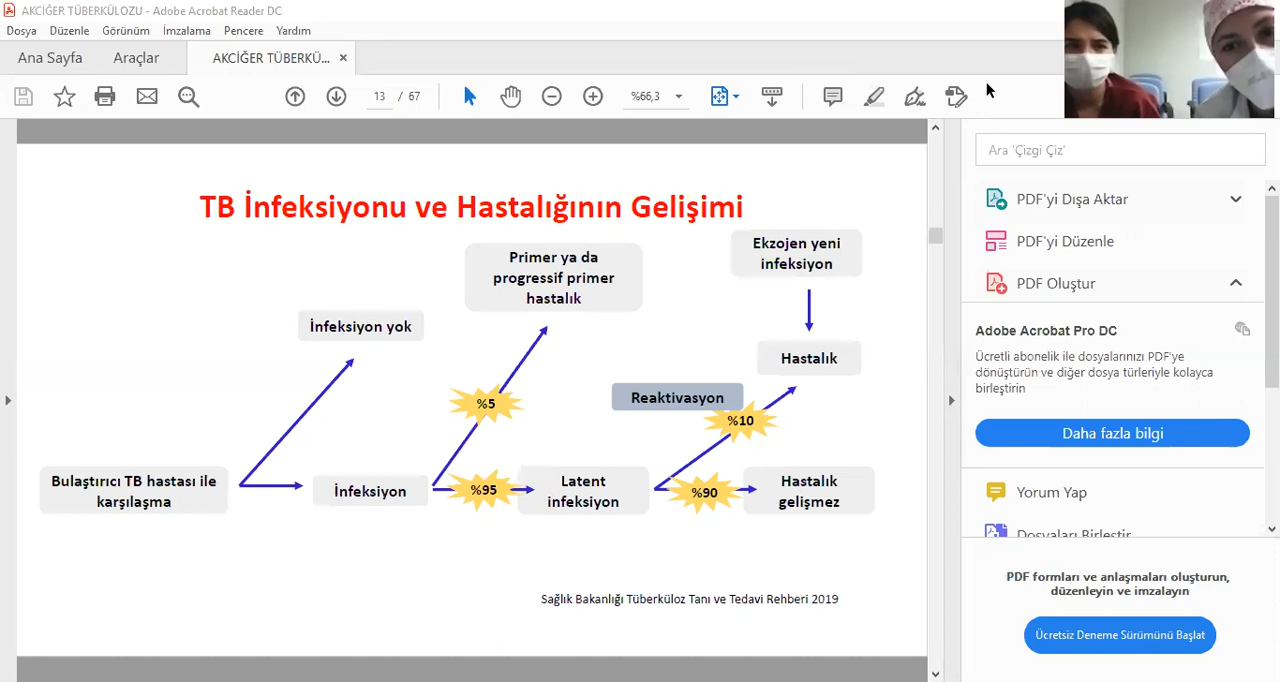 AKCİĞER TÜBERKÜLOZU - Adobe Acrobat Reader DC
Dosya Düzenle Görünüm İmzalama Pencere Yardım
Ana Sayfa Araçlar AKCİĞER TÜBERKÜ... ×
13 / 67 %66,3
TB İnfeksiyonu ve Hastalığının Gelişimi
Primer ya da
progressif primer
hastalık
Ekzojen yeni
infeksiyon
İnfeksiyon yok
Hastalık
Reaktivasyon
%5
%10
Bulaştırıcı TB hastası ile
karşılaşma
İnfeksiyon
%95
Latent
infeksiyon
%90
Hastalık
gelişmez
Sağlık Bakanlığı Tüberküloz Tanı ve Tedavi Rehberi 2019
Ara 'Çizgi Çiz'
PDF'yi Dışa Aktar
PDF'yi Düzenle
PDF Oluştur
Adobe Acrobat Pro DC
Ücretli abonelik ile dosyalarınızı PDF'ye
dönüştürün ve diğer dosya türleriyle kolayca
birleştirin
Daha fazla bilgi
Yorum Yap
Dosyaları Birleştir
PDF formları ve anlaşmaları oluşturun,
düzenleyin ve imzalayın
Ücretsiz Deneme Sürümünü Başlat